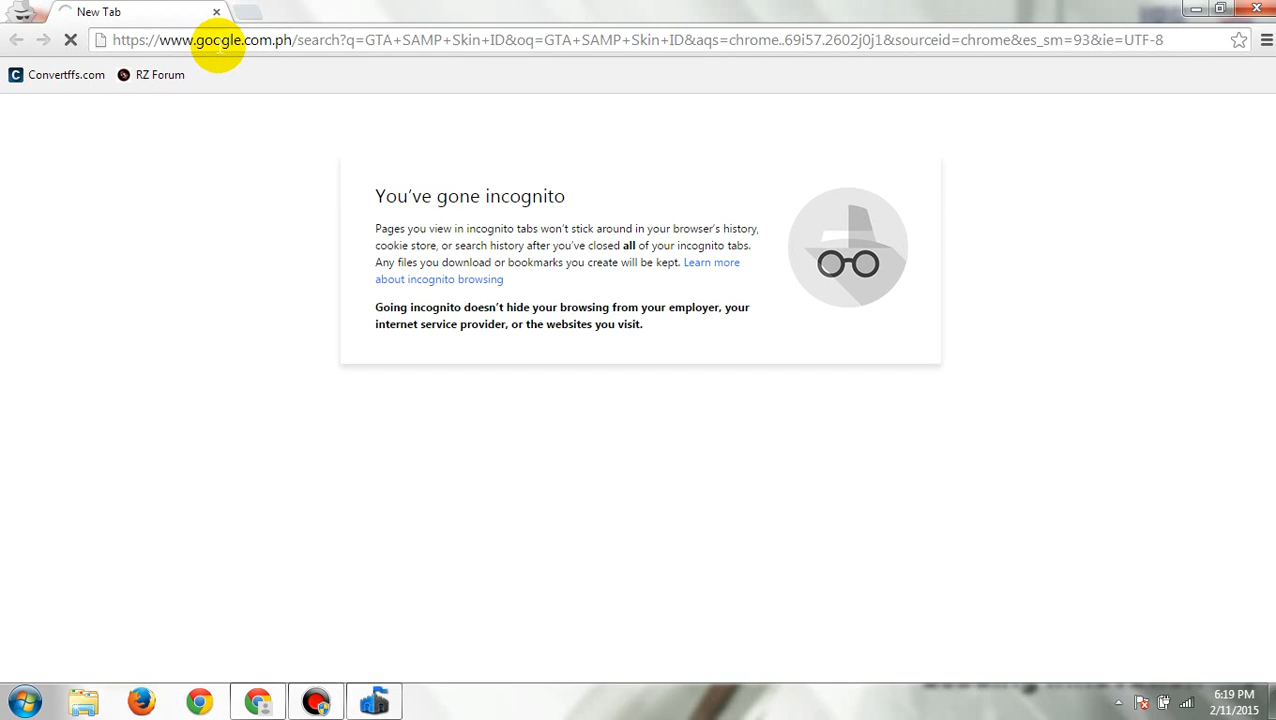 New Tab
https://www.google.com.ph/search?q=GTA+SAMP+Skin+ID&oq=GTA+SAMP+Skin+ID&aqs=chrome..69i57.2602j0j1&sourceid=chrome&es_sm=93&ie=UTF-8
Convertffs.com RZ Forum
You've gone incognito
Pages you view in incognito tabs won't stick around in your browser's history,
cookie store, or search history after you've closed all of your incognito tabs.
Any files you download or bookmarks you create will be kept. Learn more
about incognito browsing
Going incognito doesn't hide your browsing from your employer, your
internet service provider, or the websites you visit.
6:19 PM
2/11/2015